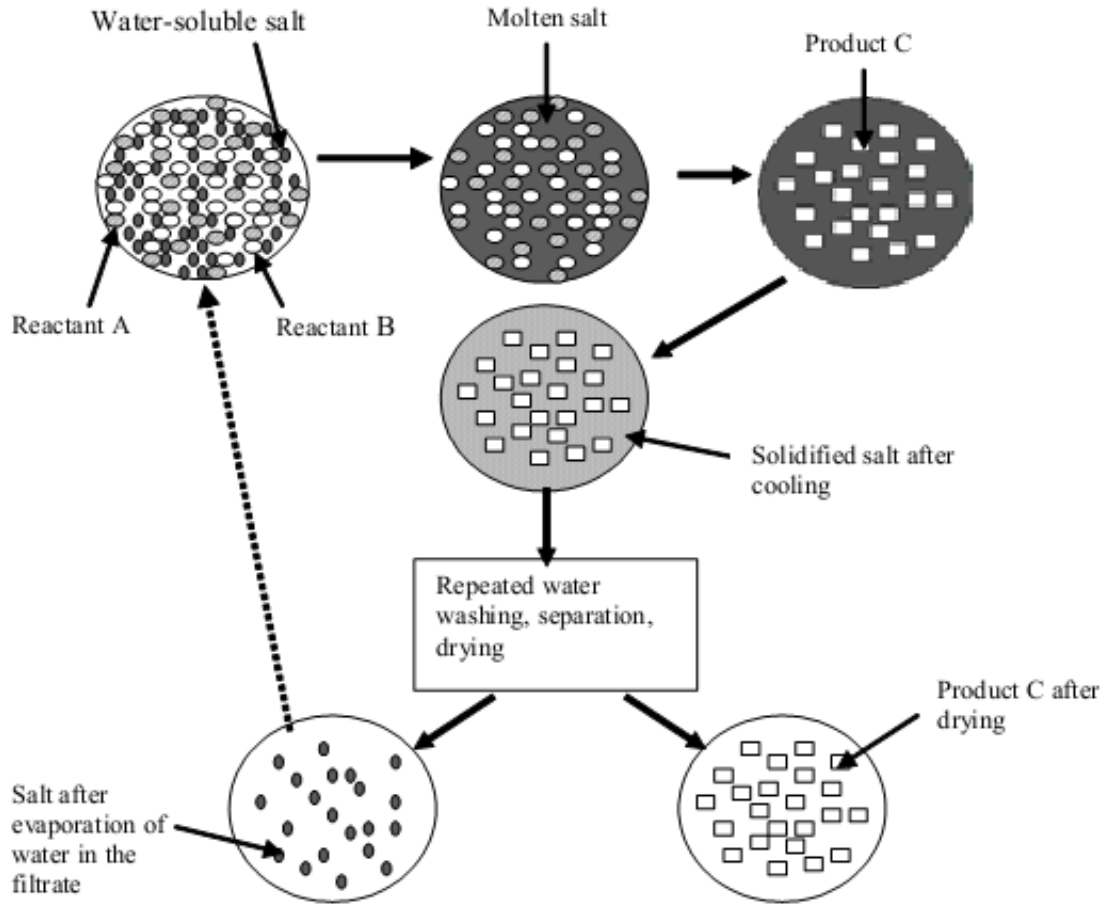 Water-soluble salt
Molten salt
Product C
Reactant A
Reactant B
Solidified salt after
cooling
Repeated water
washing, separation,
drying
Product C after
drying
Salt after
evaporation of
water in the
filtrate